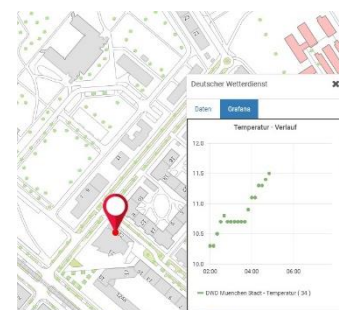 Deutscher Wetterdienst
Daten Grafana
Temperatur - Verlauf
12.0
11.5
11.0
10.5
10.0
02:00 04:00 06:00
DWD Muenchen Stadt - Temperatur ( 34 )